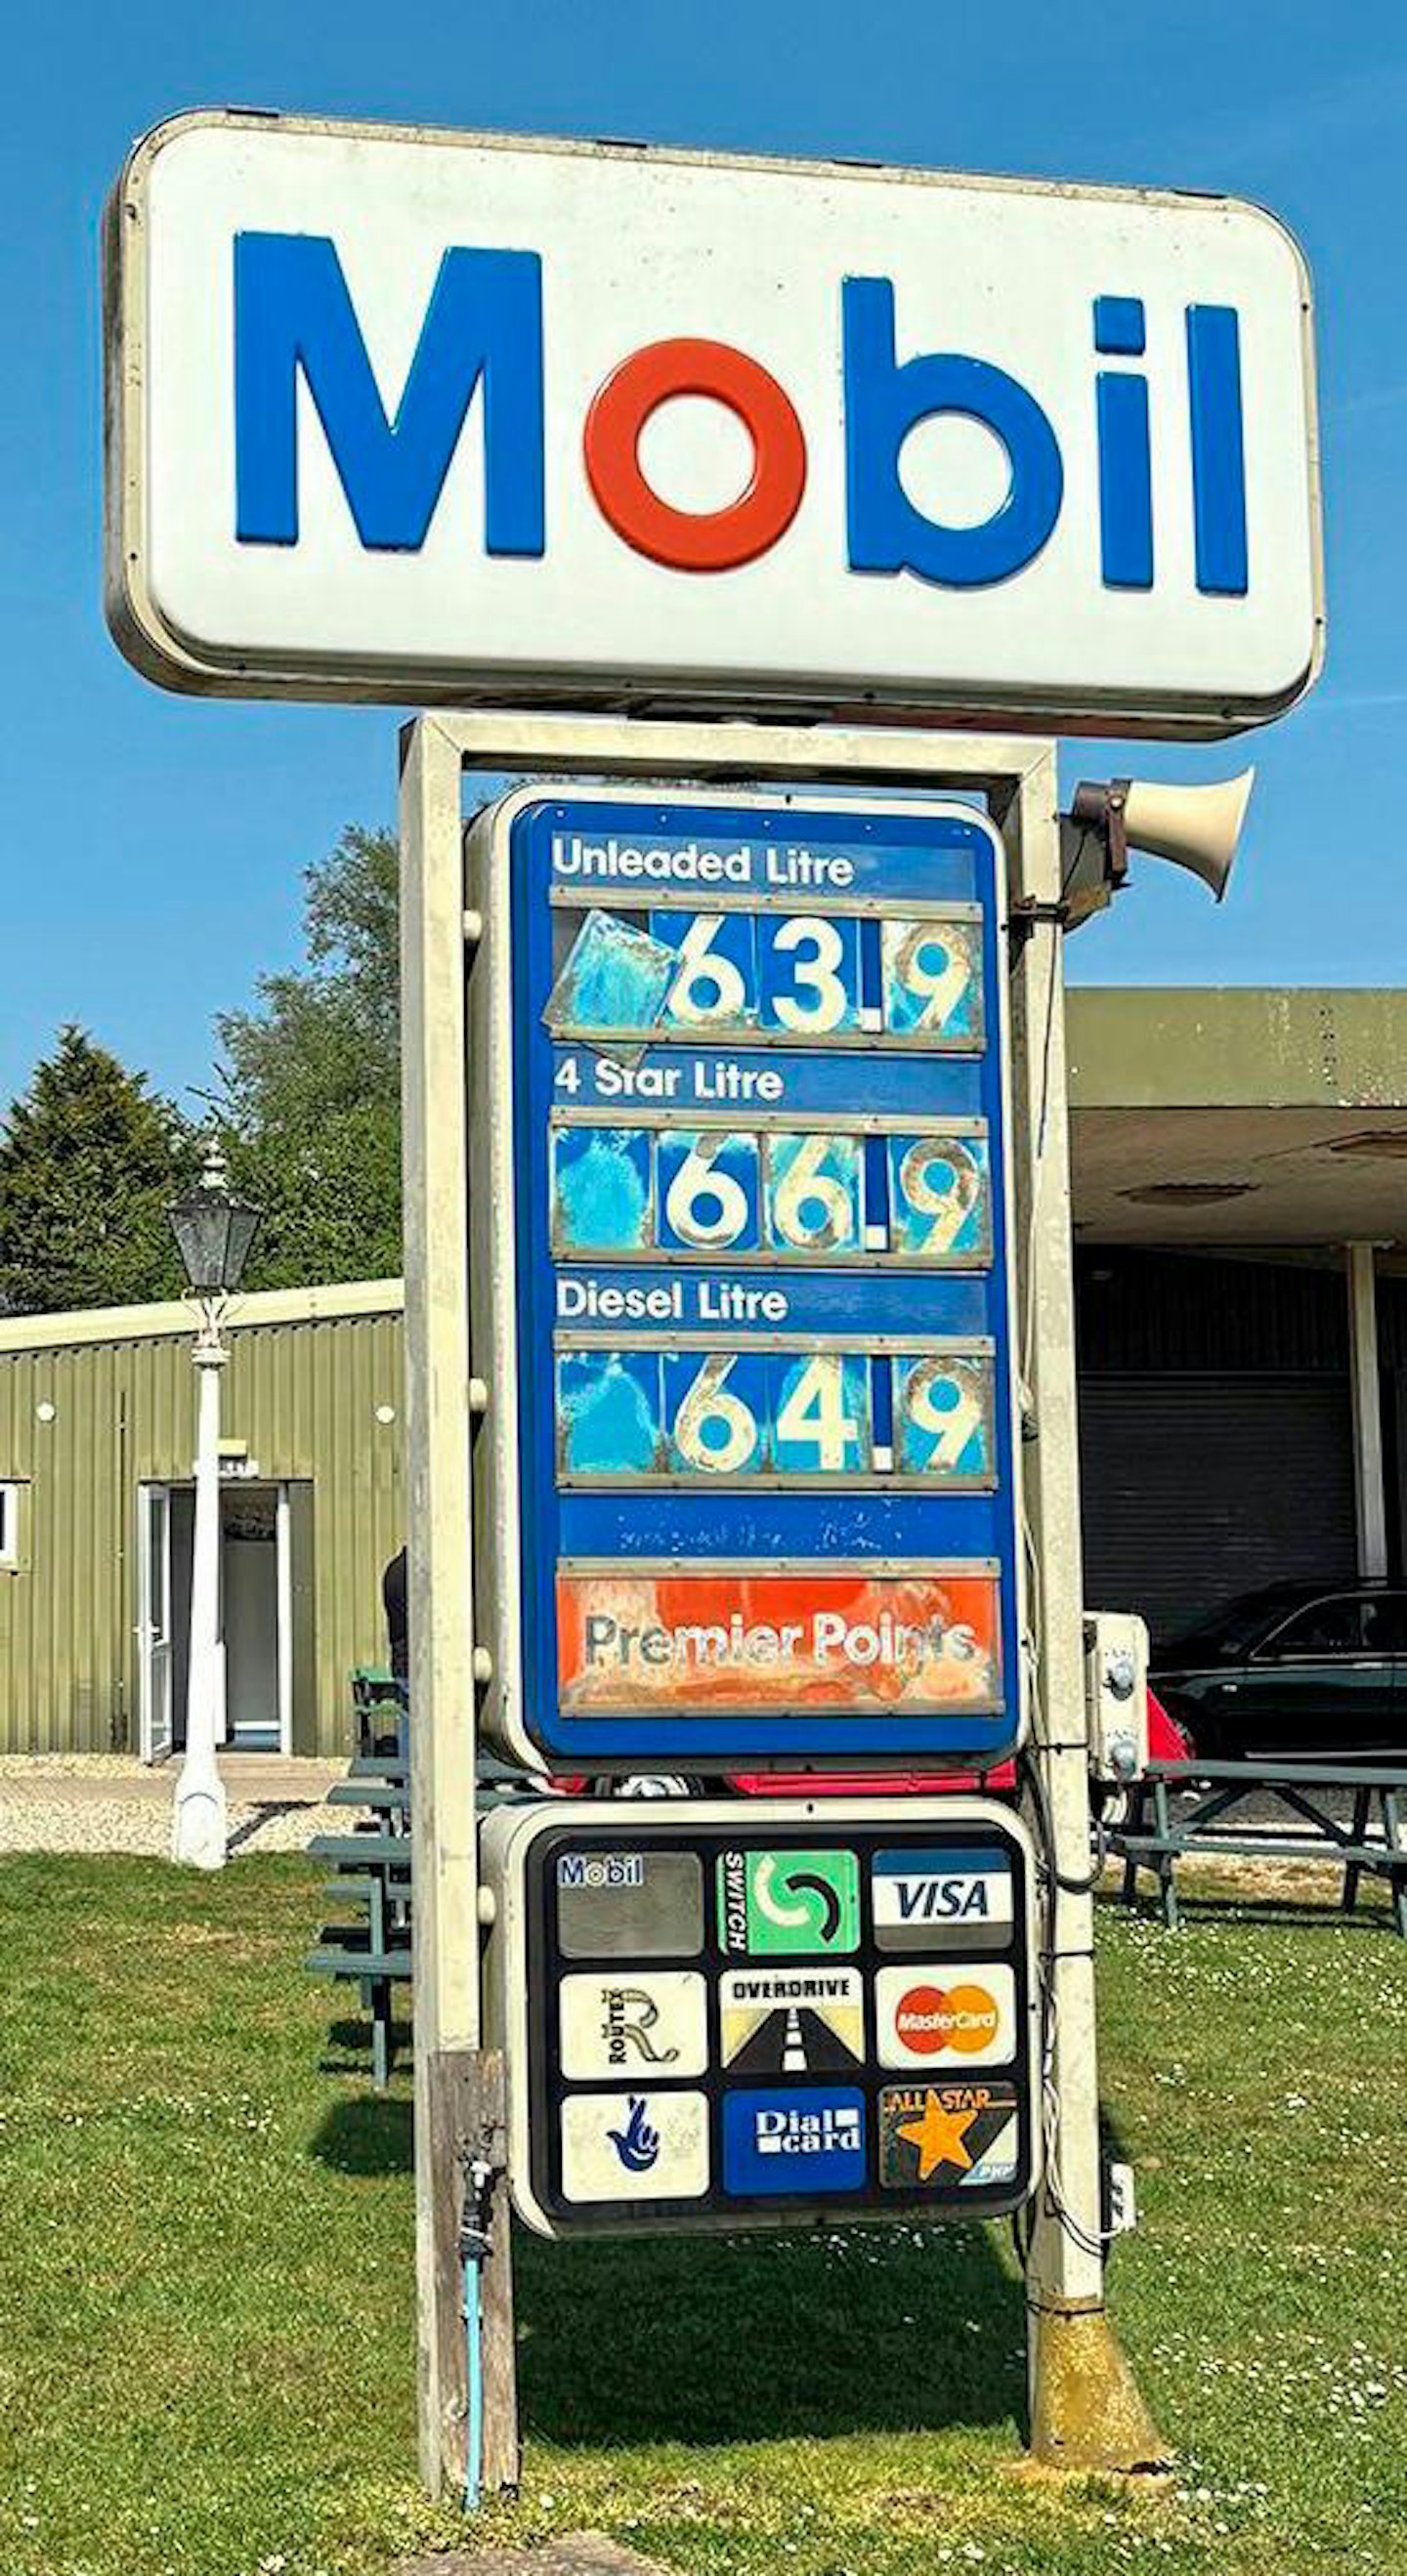 Mobil
Unleaded Litre
63.9
4 Star Litre
66.9
Diesel Litre
64.9
Premier Points
Mobil
SWITCH
VISA
ROUTEX
OVERDRIVE
MasterCard
Dial
card
ALLSTAR
PHH